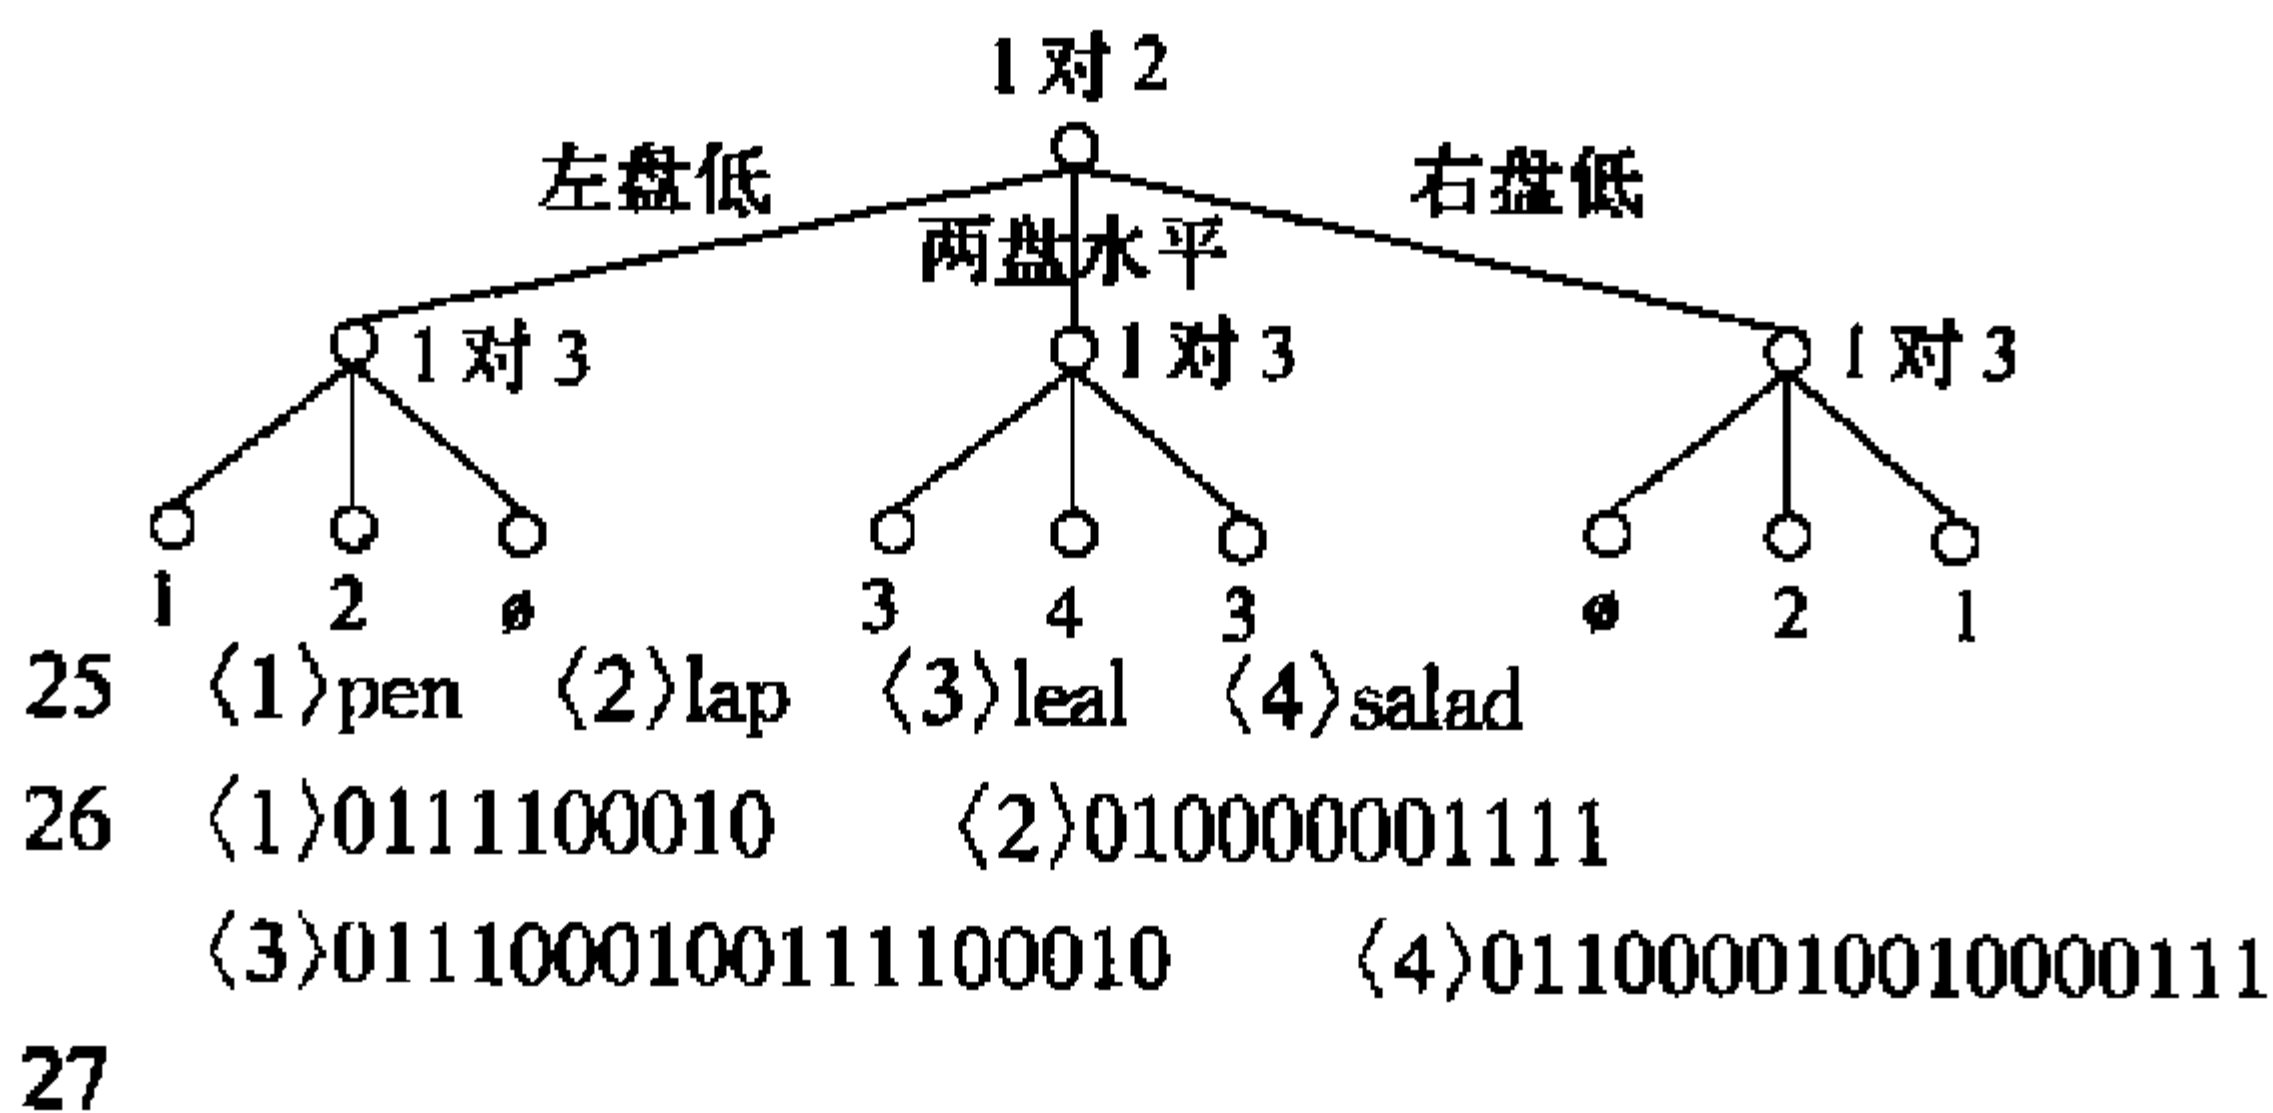 1 对 2
左盘低 右盘低
两盘水平
1 对 3 1 对 3 1 对 3
1 2 ø 3 4 3 ø 2 1
25 〈1〉pen 〈2〉lap 〈3〉leal 〈4〉salad
26 〈1〉0111100010 〈2〉010000001111
〈3〉0111000100111100010 〈4〉011000010010000111
27